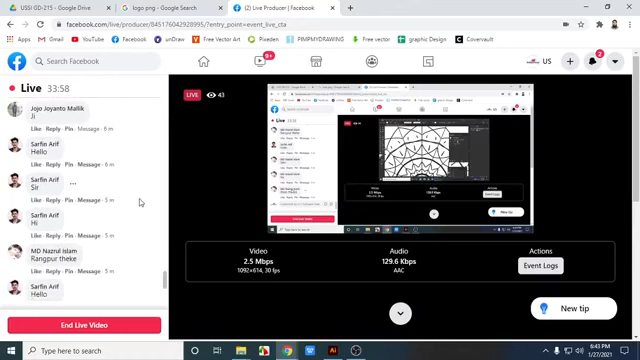 USSI GD-215 - Google Drive
logo png - Google Search
(2) Live Producer | Facebook
facebook.com/live/producer/845176042928995/?entry_point=event_live_cta
Apps
YouTube
Facebook
unDraw
Free Vector Art
Project Free
PIMPMYDRAWING
Free vector
graphic Design
Covervault
Search Facebook
9+
US
2
Live 33:58
Jojo Joyanto Mallik
Ji
Like · Reply · Pin · Message · 6 m
Sarfin Arif
Hello
Like · Reply · Pin · Message · 6 m
Sarfin Arif
Sir
Like · Reply · Pin · Message · 5 m
Sarfin Arif
Hi
Like · Reply · Pin · Message · 5 m
MD Nazrul Islam
Rangpur theke
Like · Reply · Pin · Message · 5 m
Sarfin Arif
Hello
End Live Video
LIVE 43
Video
2.5 Mbps
1092×614, 30 fps
Audio
129.6 Kbps
AAC
Actions
Event Logs
New tip
Type here to search
6:43 PM
1/27/2021